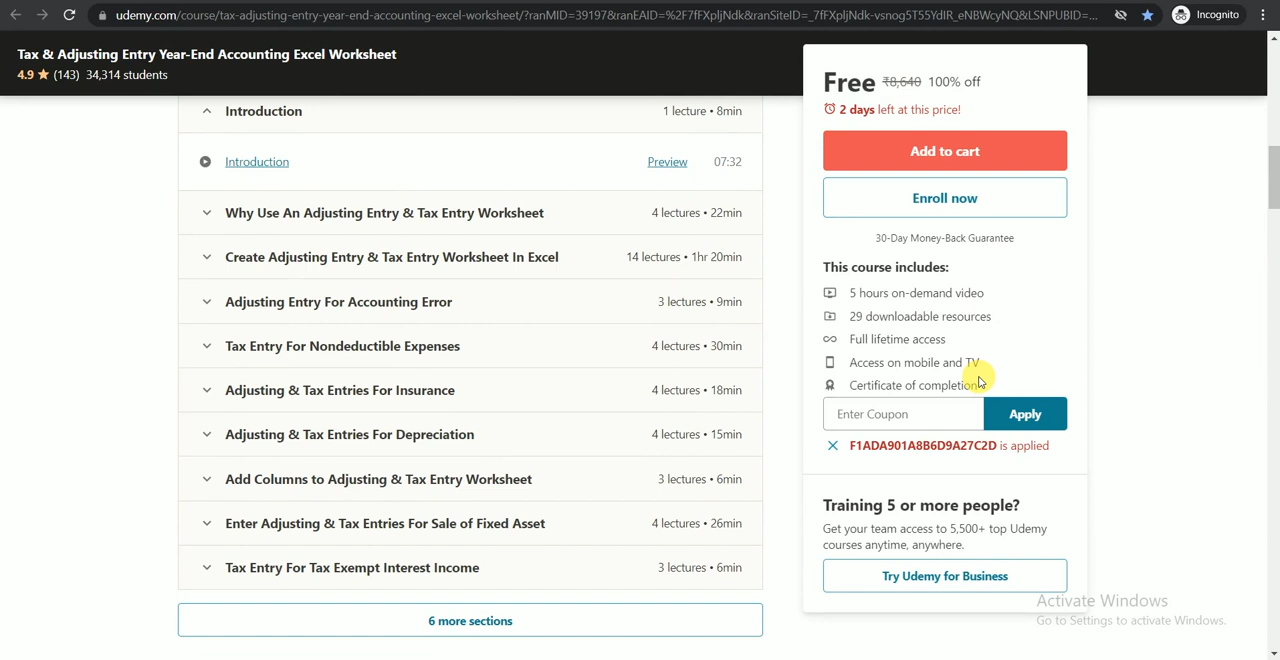 udemy.com/course/tax-adjusting-entry-year-end-accounting-excel-worksheet/?ranMID=39197&ranEAID=%2F7fFXpljNdk&ranSiteID=_7fFXpljNdk-vsnog5T55YdIR_eNBWcyNQ&LSNPUBID=... Incognito
Tax & Adjusting Entry Year-End Accounting Excel Worksheet
4.9 (143) 34,314 students
Introduction 1 lecture • 8min
Introduction Preview 07:32
Why Use An Adjusting Entry & Tax Entry Worksheet 4 lectures • 22min
Create Adjusting Entry & Tax Entry Worksheet In Excel 14 lectures • 1hr 20min
Adjusting Entry For Accounting Error 3 lectures • 9min
Tax Entry For Nondeductible Expenses 4 lectures • 30min
Adjusting & Tax Entries For Insurance 4 lectures • 18min
Adjusting & Tax Entries For Depreciation 4 lectures • 15min
Add Columns to Adjusting & Tax Entry Worksheet 3 lectures • 6min
Enter Adjusting & Tax Entries For Sale of Fixed Asset 4 lectures • 26min
Tax Entry For Tax Exempt Interest Income 3 lectures • 6min
6 more sections
Free ₹8,640 100% off
2 days left at this price!
Add to cart
Enroll now
30-Day Money-Back Guarantee
This course includes:
5 hours on-demand video
29 downloadable resources
Full lifetime access
Access on mobile and TV
Certificate of completion
Enter Coupon Apply
F1ADA901A8B6D9A27C2D is applied
Training 5 or more people?
Get your team access to 5,500+ top Udemy
courses anytime, anywhere.
Try Udemy for Business
Activate Windows
Go to Settings to activate Windows.